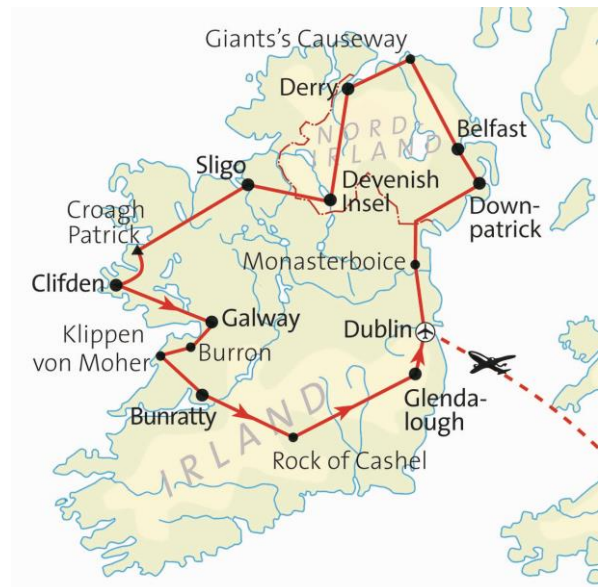 Giants's Causeway
Derry
NORD-
IRLAND
Belfast
Sligo
Devenish
Insel
Down-
patrick
Croagh
Patrick
Monasterboice
Clifden
Galway
Dublin
Klippen
von Moher
Burron
Glenda-
lough
Bunratty
IRLAND
Rock of Cashel